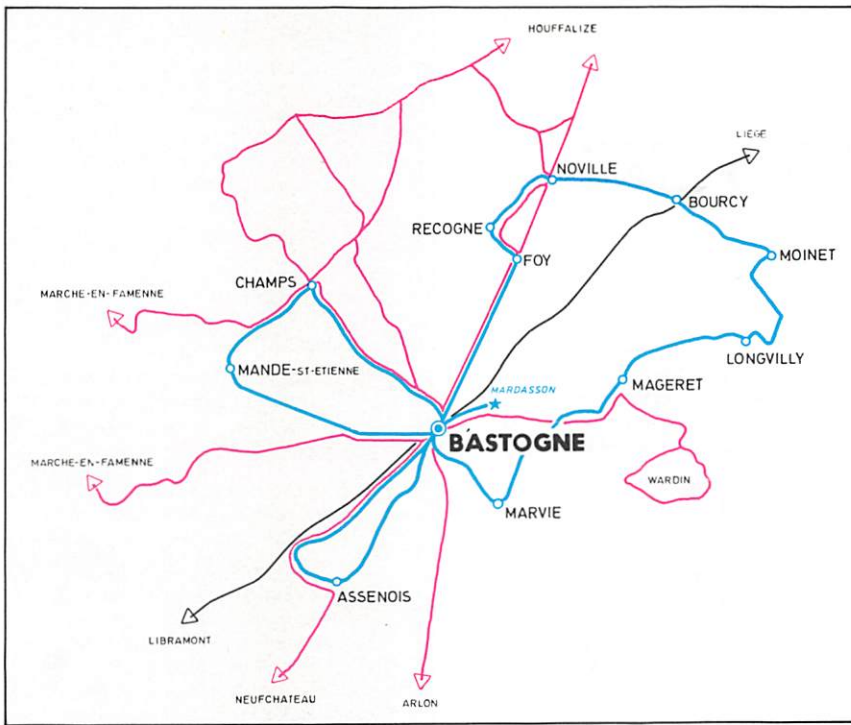 HOUFFALIZE
LIEGE
NOVILLE
BOURCY
RECOGNE
FOY
MOINET
CHAMPS
MARCHE-EN-FAMENNE
LONGVILLY
MANDE-ST-ETIENNE
MAGERET
MARDASSON
BASTOGNE
MARCHE-EN-FAMENNE
WARDIN
MARVIE
ASSENOIS
LIBRAMONT
NEUFCHATEAU
ARLON